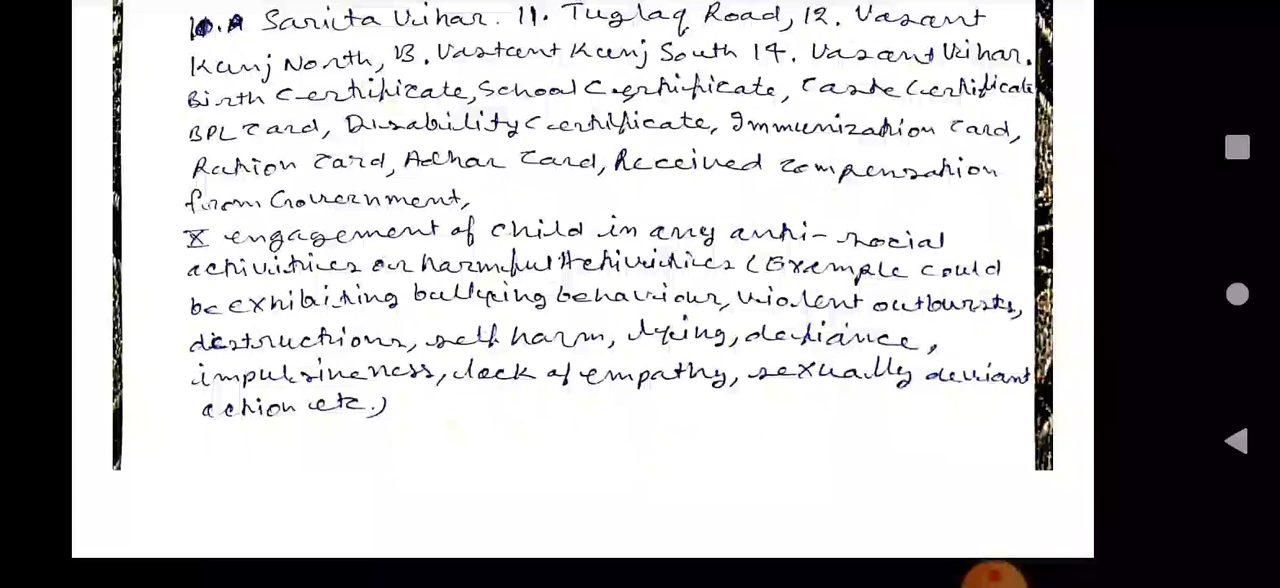 10. Sarita Vihar. 11. Tuglaq Road, 12. Vasant
Kunj North, 13. Vastant Kunj South 14. Vasant Vihar.
Birth Certificate, School Certificate, Caste Certificate
BPL Card, Disability Certificate, Immunization Card,
Ration Card, Adhar Card, Received compensation
from Government,
X engagement of child in any anti-social
activities or harmful Activities (Example could
be exhibiting bullying behaviour, violent outbursts,
distructions, self harm, lying, defiance,
impulsiveness, lack of empathy, sexually deviant
action etc.)